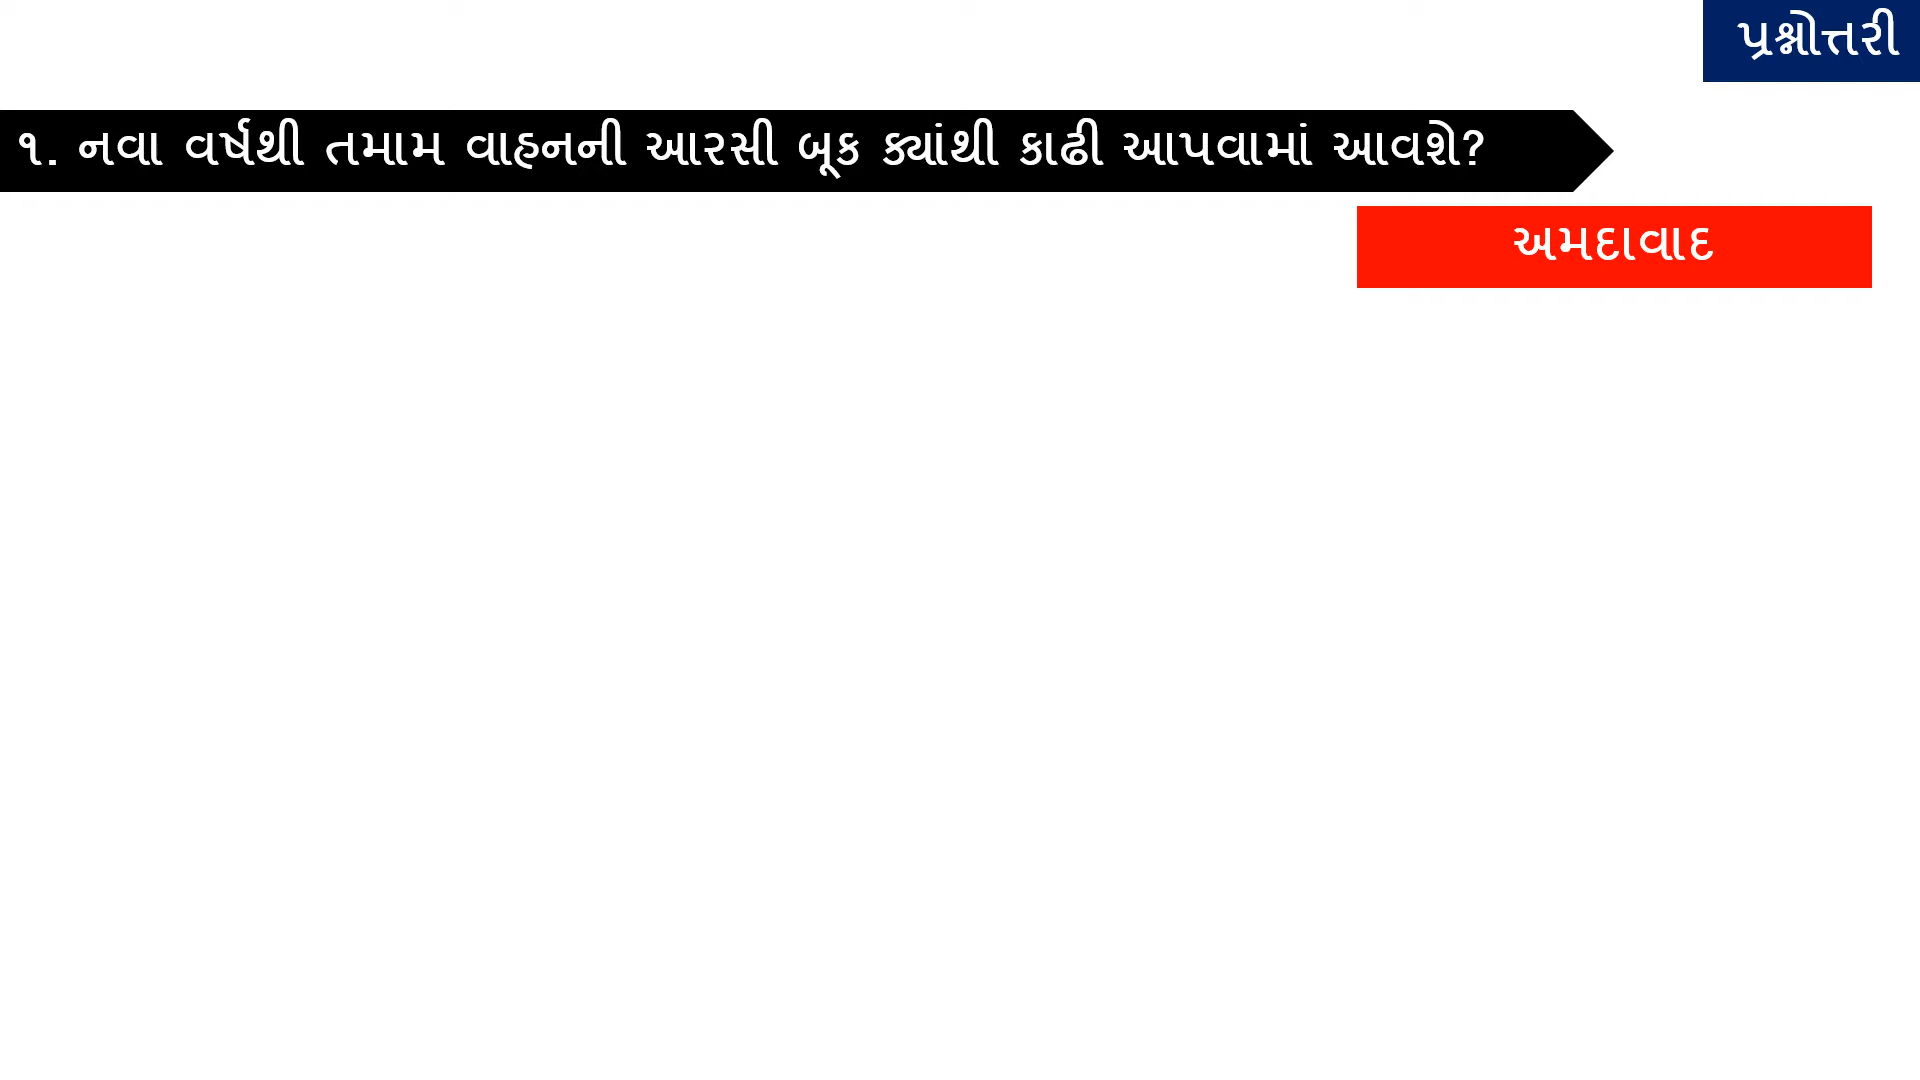 પ્રશ્નોત્તરી
૧. નવા વર્ષથી તમામ વાહનની આરસી બૂક ક્યાંથી કાઢી આપવામાં આવશે?
અમદાવાદ